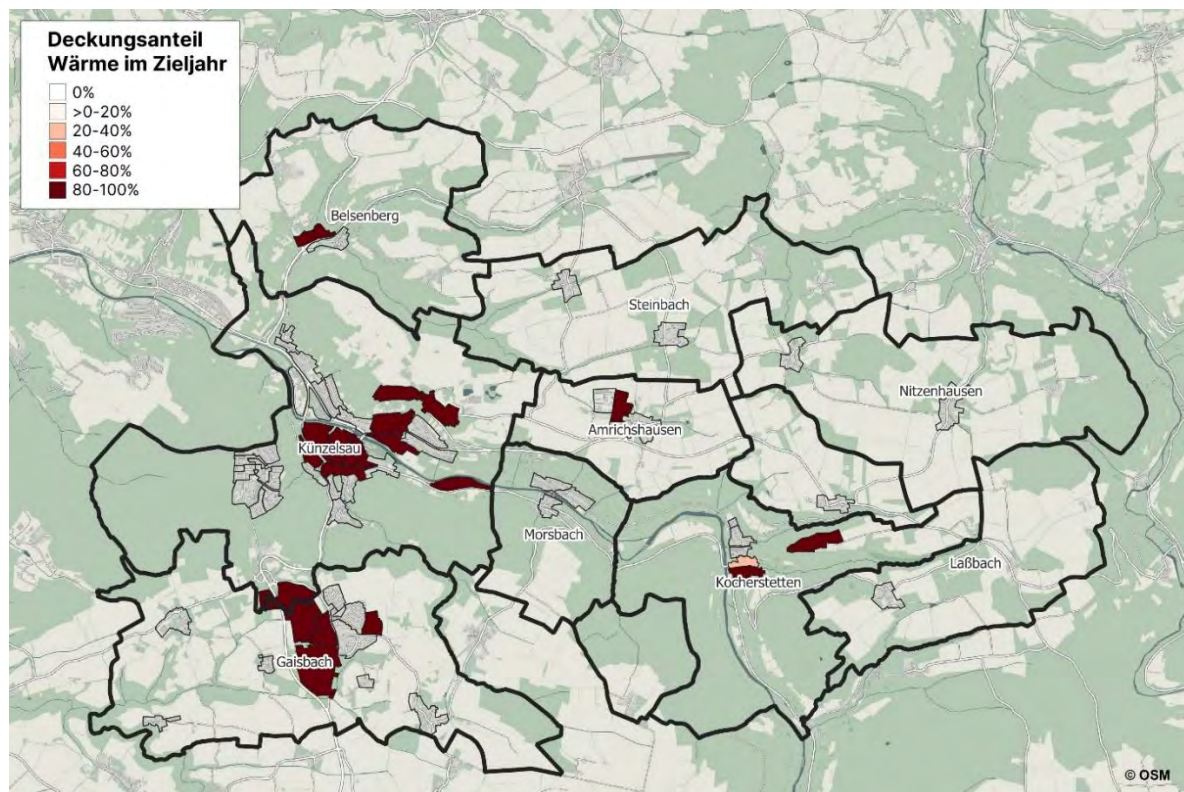 Deckungsanteil
Wärme im Zieljahr
0%
>0-20%
20-40%
40-60%
60-80%
80-100%
Belsenberg
Steinbach
Nitzenhausen
Amrichshausen
Künzelsau
Morsbach
Laßbach
Kocherstetten
Gaisbach
© OSM